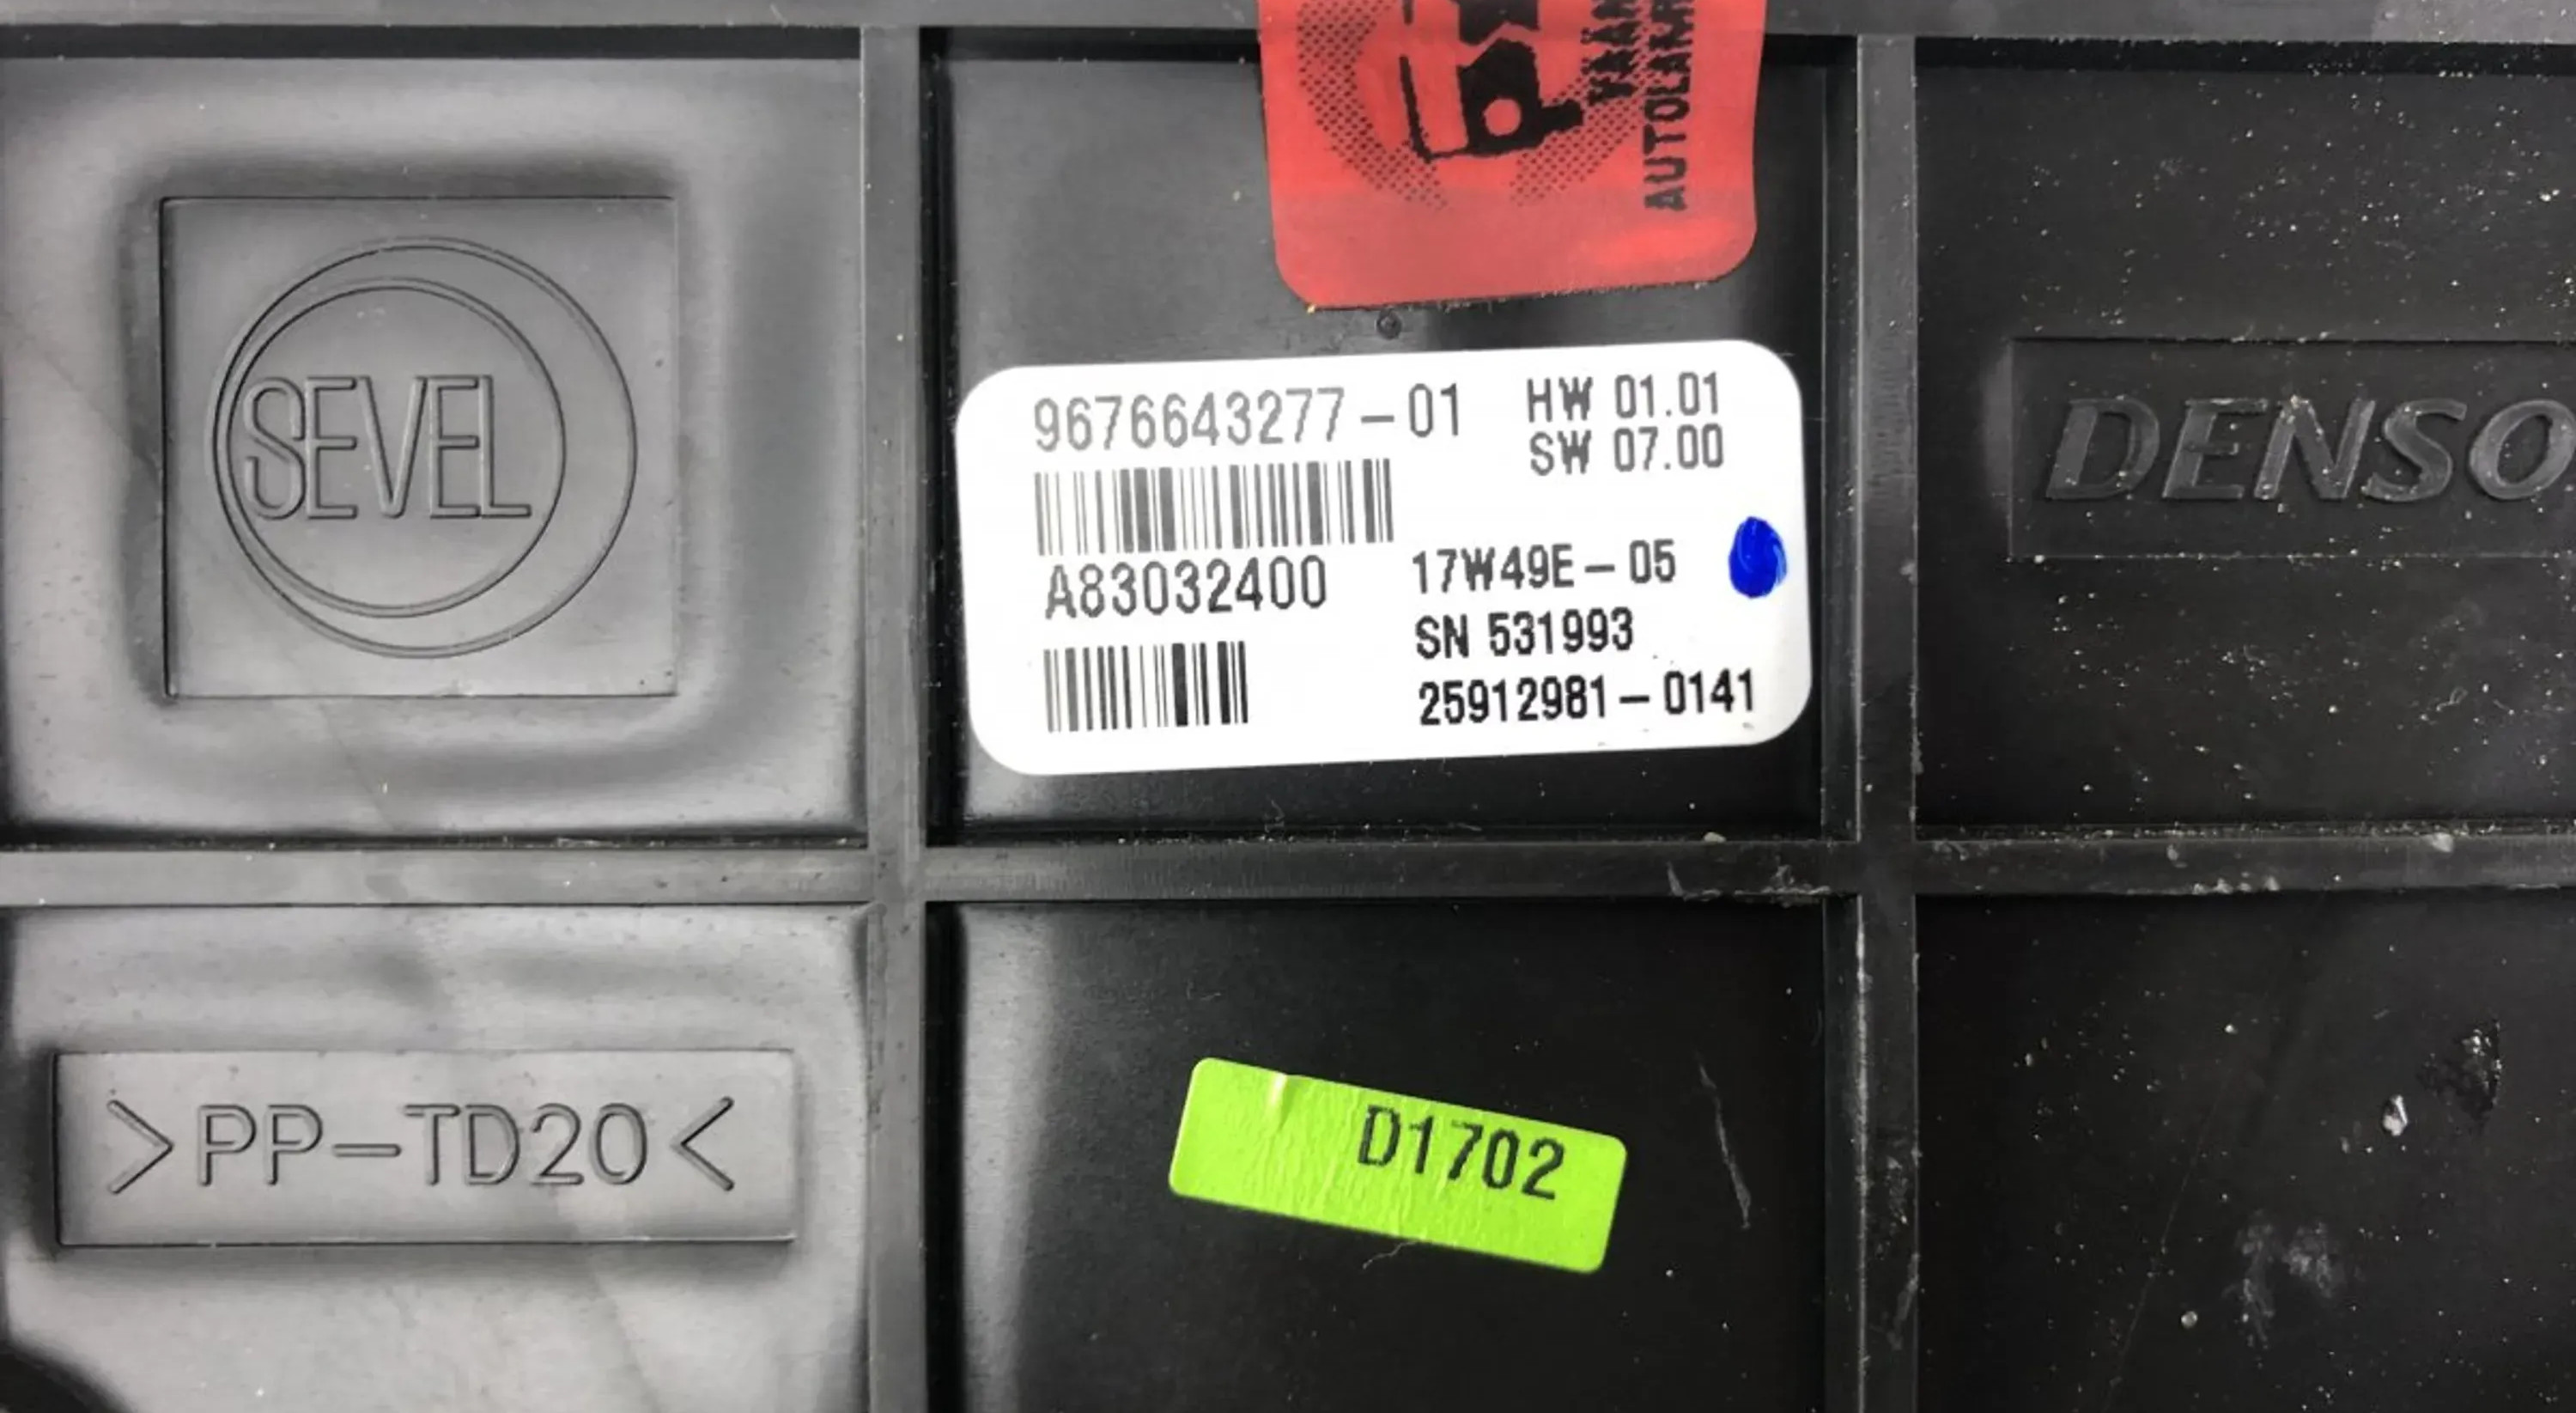 AUTOLAMM
SEVEL
9676643277-01
HW 01.01
SW 07.00
A83032400
17W49E-05
SN 531993
25912981-0141
DENSO
>PP-TD20<
D1702